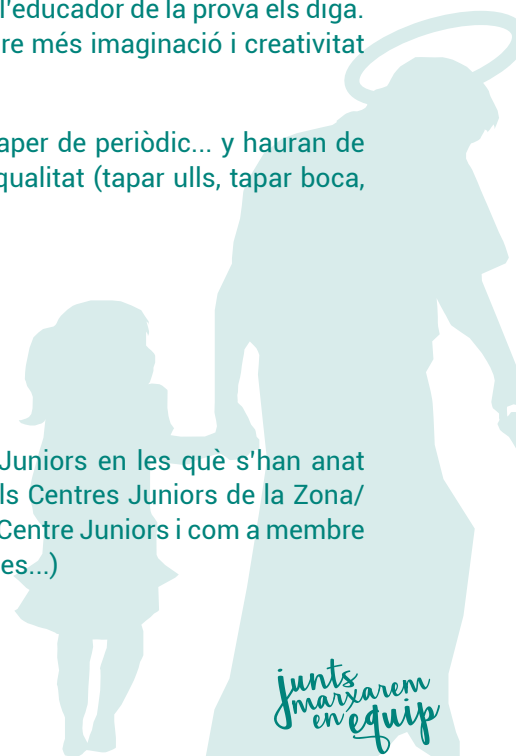 l'educador de la prova els diga.
re més imaginació i creativitat
aper de periòdic... y hauran de
qualitat (tapar ulls, tapar boca,
Juniors en les què s'han anat
ls Centres Juniors de la Zona/
Centre Juniors i com a membre
es...)
junts
marxarem
en equip